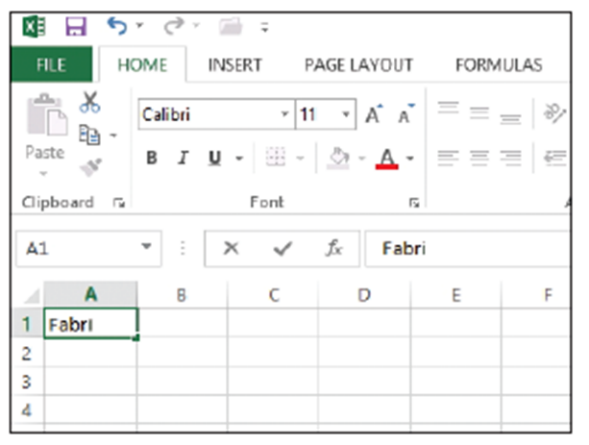 FILE HOME INSERT PAGE LAYOUT FORMULAS
Calibri 11 A A
Paste B I U A
Clipboard Font
A1 fx Fabri
A B C D E F
1 Fabri
2
3
4